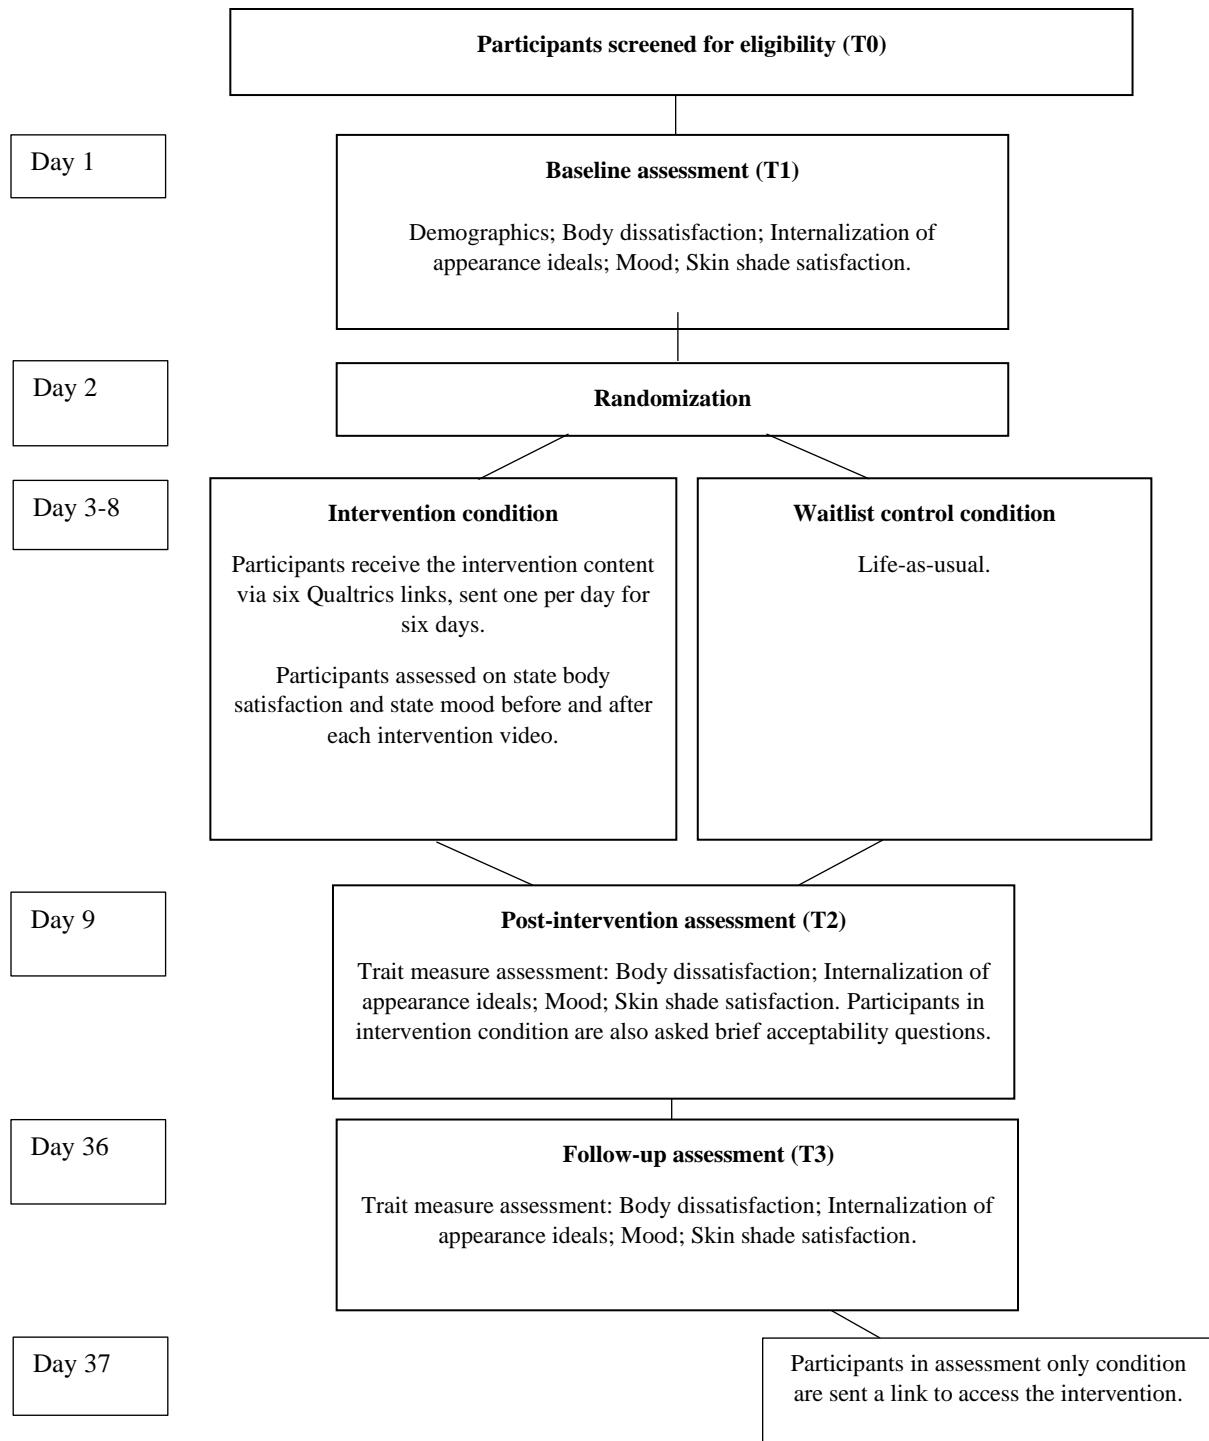 Participants screened for eligibility (T0)
Day 1
Baseline assessment (T1)
Demographics; Body dissatisfaction; Internalization of
appearance ideals; Mood; Skin shade satisfaction.
Day 2
Randomization
Day 3-8
Intervention condition
Participants receive the intervention content
via six Qualtrics links, sent one per day for
six days.
Participants assessed on state body
satisfaction and state mood before and after
each intervention video.
Waitlist control condition
Life-as-usual.
Day 9
Post-intervention assessment (T2)
Trait measure assessment: Body dissatisfaction; Internalization of
appearance ideals; Mood; Skin shade satisfaction. Participants in
intervention condition are also asked brief acceptability questions.
Day 36
Follow-up assessment (T3)
Trait measure assessment: Body dissatisfaction; Internalization of
appearance ideals; Mood; Skin shade satisfaction.
Day 37
Participants in assessment only condition
are sent a link to access the intervention.